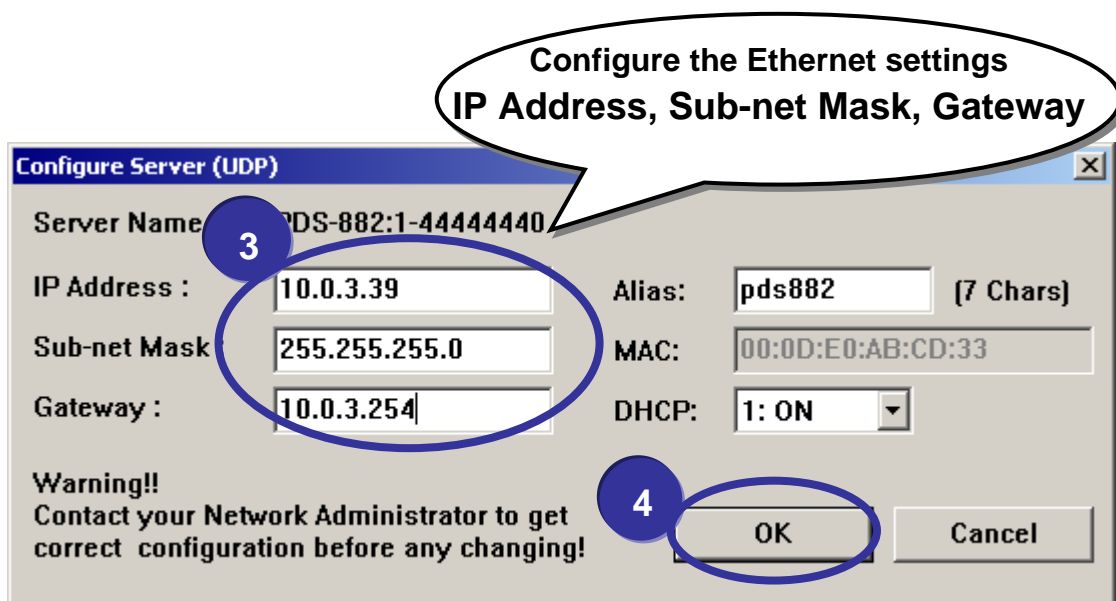 Configure the Ethernet settings
IP Address, Sub-net Mask, Gateway
Configure Server (UDP)
Server Name PDS-882:1-44444440
3
IP Address : 10.0.3.39 Alias: pds882 (7 Chars)
Sub-net Mask 255.255.255.0 MAC: 00:0D:E0:AB:CD:33
Gateway : 10.0.3.254 DHCP: 1: ON
Warning!!
Contact your Network Administrator to get
correct configuration before any changing!
4
OK Cancel